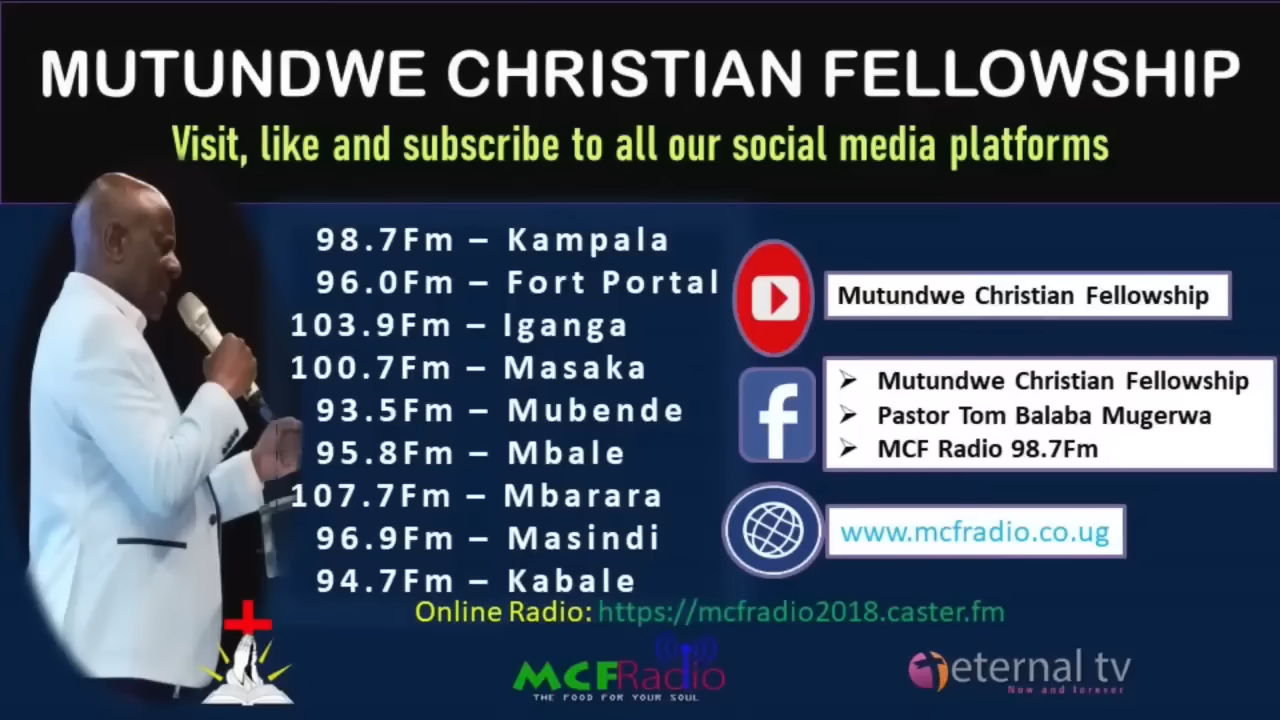 MUTUNDWE CHRISTIAN FELLOWSHIP
Visit, like and subscribe to all our social media platforms
98.7Fm – Kampala
96.0Fm – Fort Portal
103.9Fm – Iganga
100.7Fm – Masaka
93.5Fm – Mubende
95.8Fm – Mbale
107.7Fm – Mbarara
96.9Fm – Masindi
94.7Fm – Kabale
Mutundwe Christian Fellowship
Mutundwe Christian Fellowship
Pastor Tom Balaba Mugerwa
MCF Radio 98.7Fm
www.mcfradio.co.ug
Online Radio: https://mcfradio2018.caster.fm
MCFRadio
THE FOOD FOR YOUR SOUL
eternal tv
Now and forever